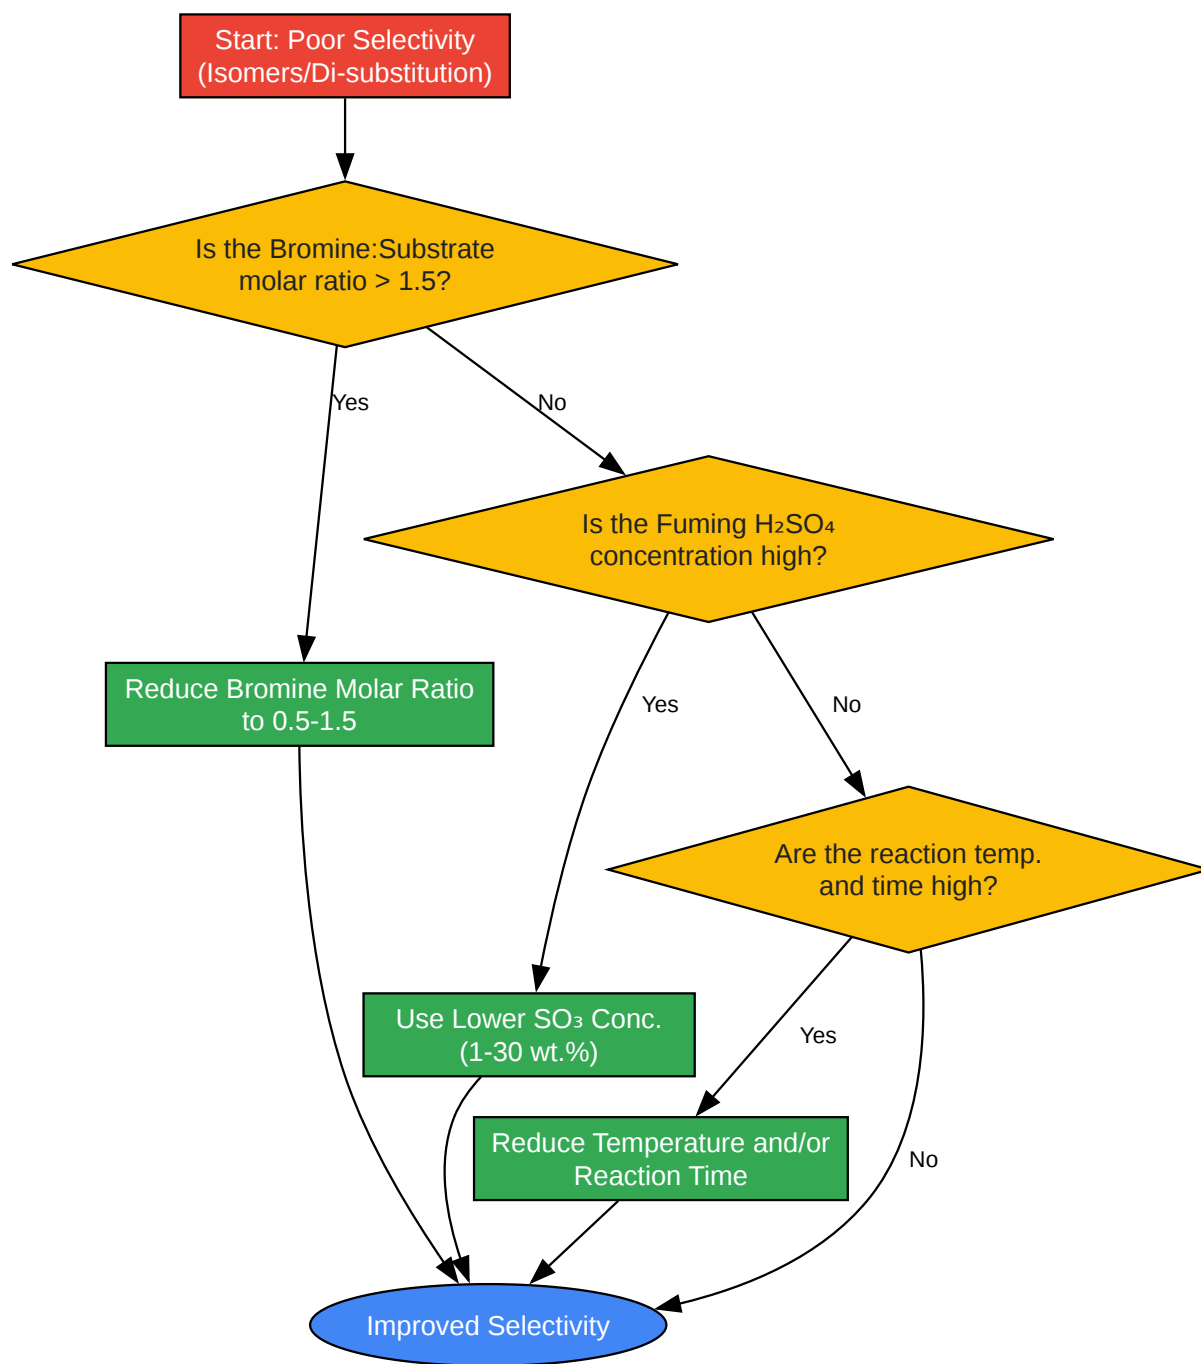 Start: Poor Selectivity
(Isomers/Di-substitution)
Is the Bromine:Substrate
molar ratio > 1.5?
Yes
No
Is the Fuming H₂SO₄
concentration high?
Reduce Bromine Molar Ratio
to 0.5-1.5
Yes
No
Are the reaction temp.
and time high?
Use Lower SO₃ Conc.
(1-30 wt.%)
Yes
Reduce Temperature and/or
Reaction Time
No
Improved Selectivity